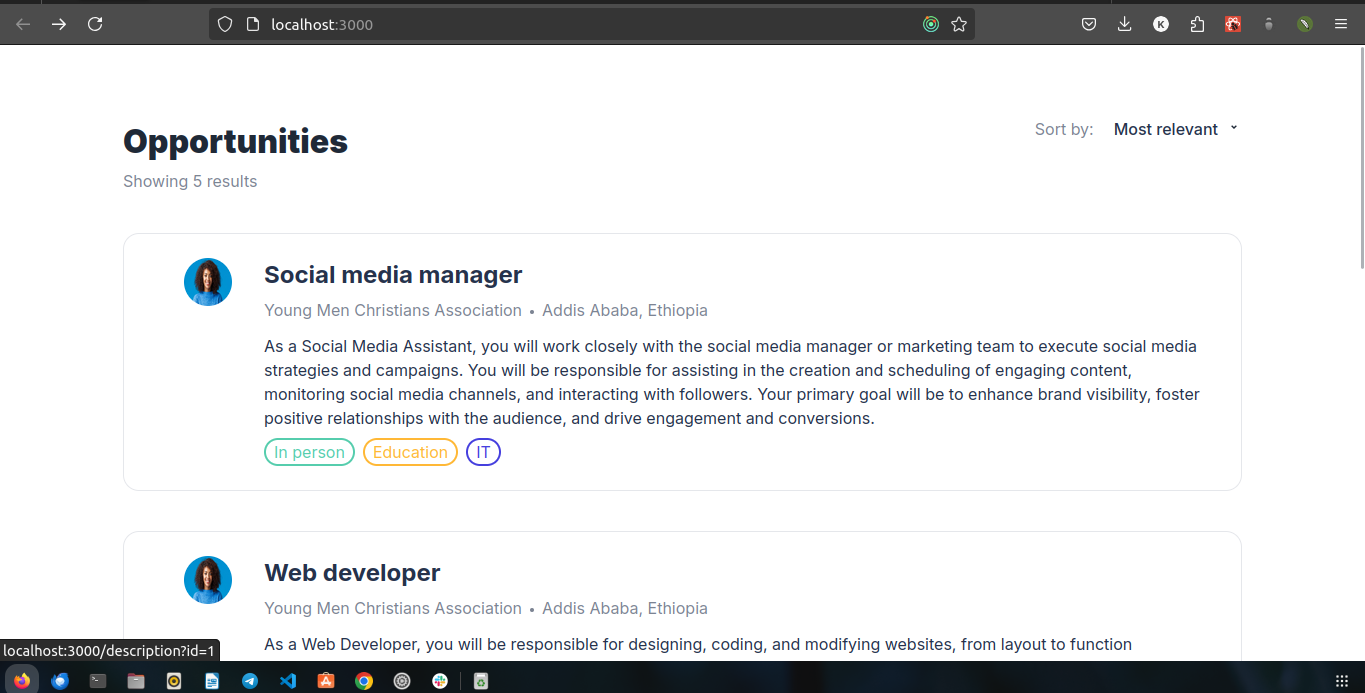 localhost:3000
K
Opportunities
Sort by: Most relevant
Showing 5 results
Social media manager
Young Men Christians Association • Addis Ababa, Ethiopia
As a Social Media Assistant, you will work closely with the social media manager or marketing team to execute social media
strategies and campaigns. You will be responsible for assisting in the creation and scheduling of engaging content,
monitoring social media channels, and interacting with followers. Your primary goal will be to enhance brand visibility, foster
positive relationships with the audience, and drive engagement and conversions.
In person Education IT
Web developer
Young Men Christians Association • Addis Ababa, Ethiopia
As a Web Developer, you will be responsible for designing, coding, and modifying websites, from layout to function
localhost:3000/description?id=1